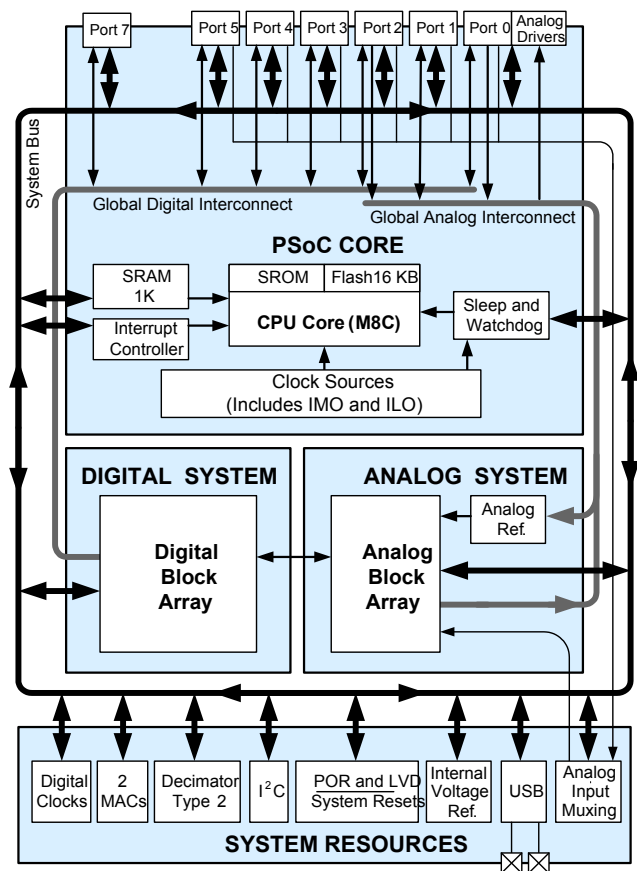 Port 7
Port 5
Port 4
Port 3
Port 2
Port 1
Port 0
Analog
Drivers
System Bus
Global Digital Interconnect
Global Analog Interconnect
PSoC CORE
SRAM
1K
SROM
Flash16 KB
CPU Core (M8C)
Interrupt
Controller
Sleep and
Watchdog
Clock Sources
(Includes IMO and ILO)
DIGITAL SYSTEM
ANALOG SYSTEM
Digital
Block
Array
Analog
Block
Array
Analog
Ref.
Digital
Clocks
2
MACs
Decimator
Type 2
I²C
POR and LVD
System Resets
Internal
Voltage
Ref.
USB
Analog
Input
Muxing
SYSTEM RESOURCES